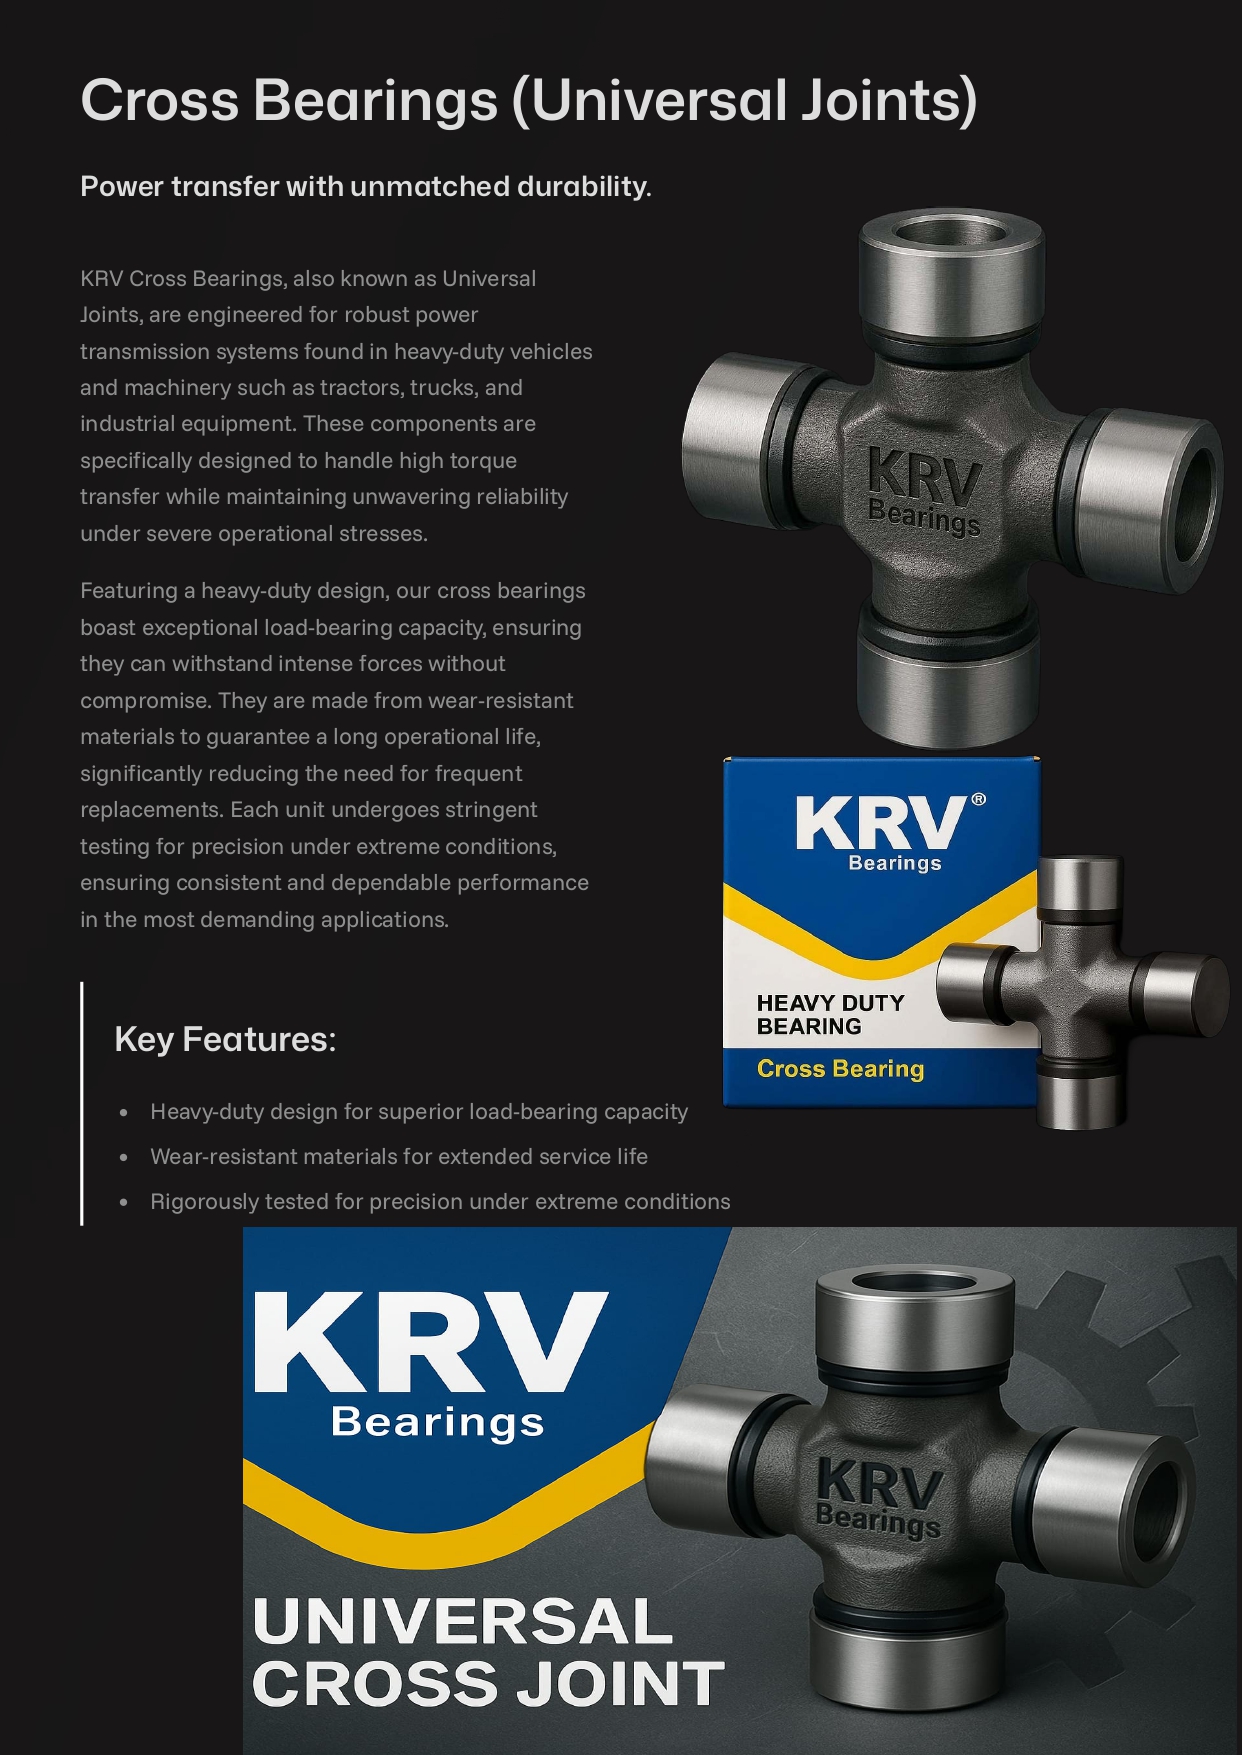 Cross Bearings (Universal Joints)
Power transfer with unmatched durability.
KRV Cross Bearings, also known as Universal
Joints, are engineered for robust power
transmission systems found in heavy-duty vehicles
and machinery such as tractors, trucks, and
industrial equipment. These components are
specifically designed to handle high torque
transfer while maintaining unwavering reliability
under severe operational stresses.
Featuring a heavy-duty design, our cross bearings
boast exceptional load-bearing capacity, ensuring
they can withstand intense forces without
compromise. They are made from wear-resistant
materials to guarantee a long operational life,
significantly reducing the need for frequent
replacements. Each unit undergoes stringent
testing for precision under extreme conditions,
ensuring consistent and dependable performance
in the most demanding applications.
KRV
Bearings
KRV®
Bearings
HEAVY DUTY
BEARING
Cross Bearing
Key Features:
• Heavy-duty design for superior load-bearing capacity
• Wear-resistant materials for extended service life
• Rigorously tested for precision under extreme conditions
KRV
Bearings
KRV
Bearings
UNIVERSAL
CROSS JOINT